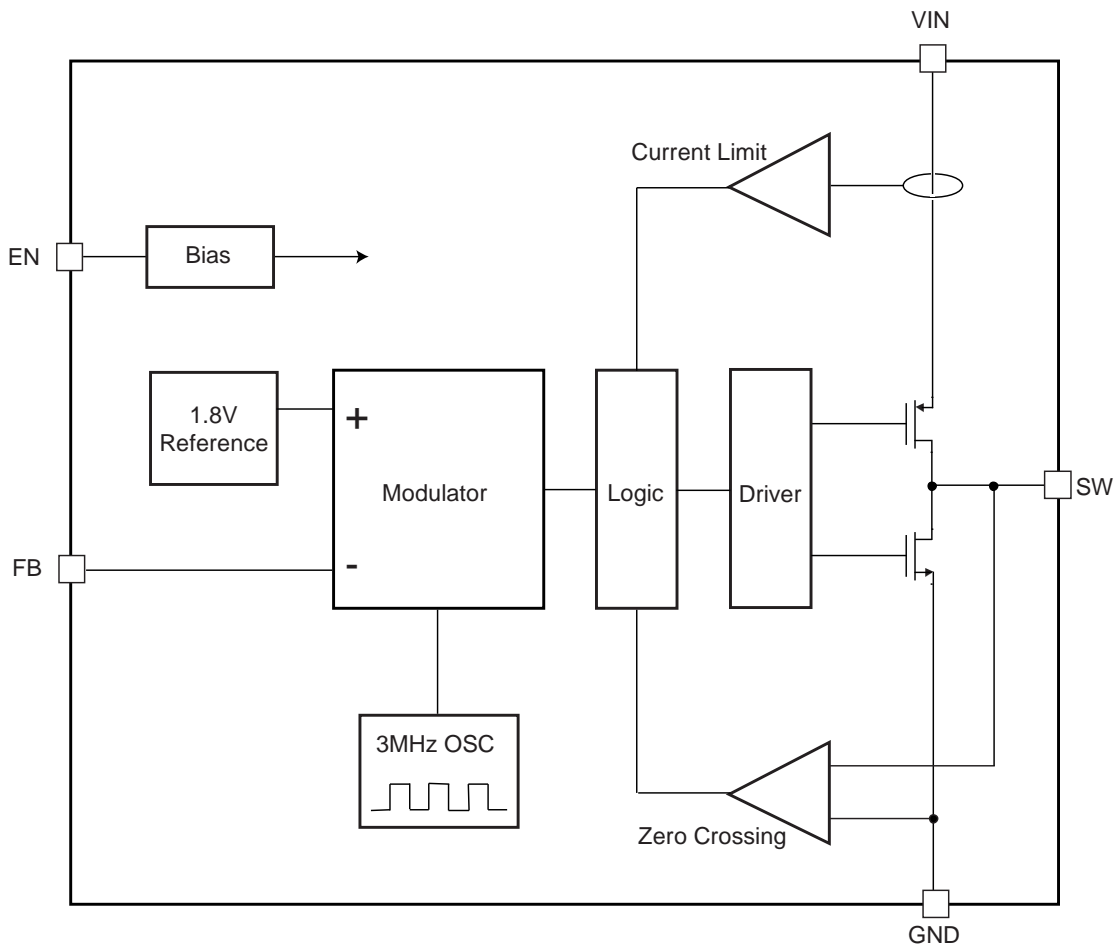 VIN
Current Limit
EN
Bias
1.8V
Reference
+
Modulator
Logic
Driver
SW
FB
-
3MHz OSC
Zero Crossing
GND